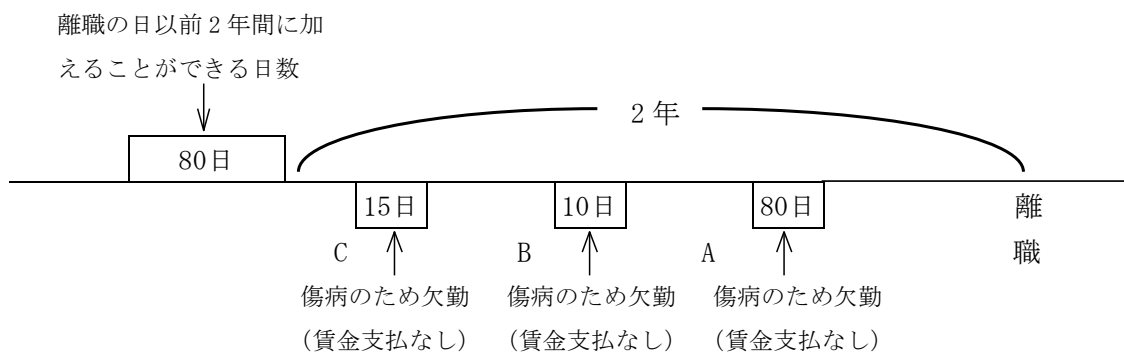 離職の日以前２年間に加
えることができる日数
２年
80日
15日
10日
80日
離
職
C
B
A
傷病のため欠勤
（賃金支払なし）
傷病のため欠勤
（賃金支払なし）
傷病のため欠勤
（賃金支払なし）